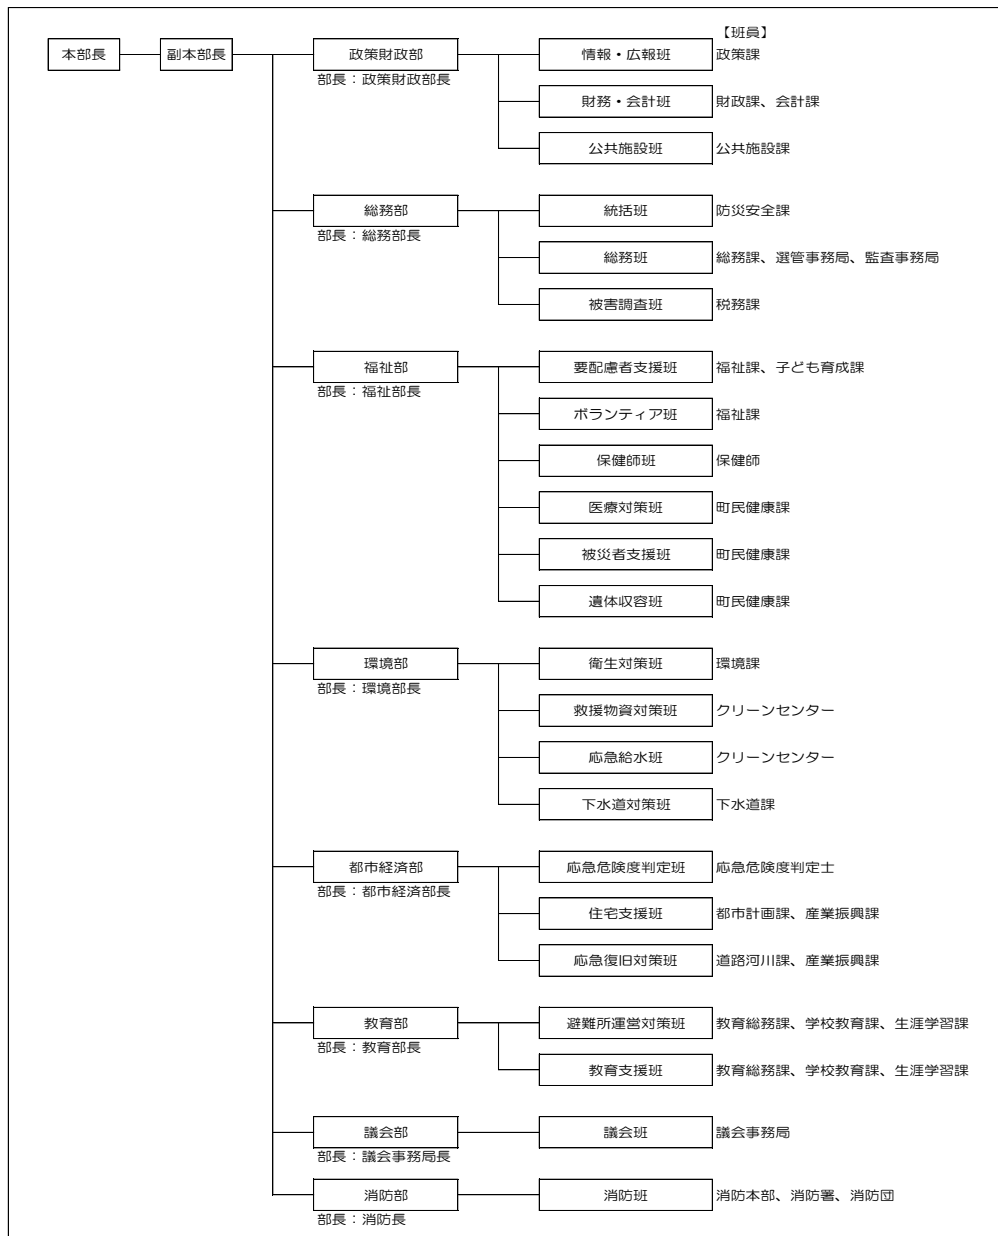 【班員】
本部長 副本部長 政策財政部 情報・広報班 政策課
部長：政策財政部長
財務・会計班 財政課、会計課
公共施設班 公共施設課
総務部 統括班 防災安全課
部長：総務部長
総務班 総務課、選管事務局、監査事務局
被害調査班 税務課
福祉部 要配慮者支援班 福祉課、子ども育成課
部長：福祉部長
ボランティア班 福祉課
保健師班 保健師
医療対策班 町民健康課
被災者支援班 町民健康課
遺体収容班 町民健康課
環境部 衛生対策班 環境課
部長：環境部長
救援物資対策班 クリーンセンター
応急給水班 クリーンセンター
下水道対策班 下水道課
都市経済部 応急危険度判定班 応急危険度判定士
部長：都市経済部長
住宅支援班 都市計画課、産業振興課
応急復旧対策班 道路河川課、産業振興課
教育部 避難所運営対策班 教育総務課、学校教育課、生涯学習課
部長：教育部長
教育支援班 教育総務課、学校教育課、生涯学習課
議会部 議会班 議会事務局
部長：議会事務局長
消防部 消防班 消防本部、消防署、消防団
部長：消防長